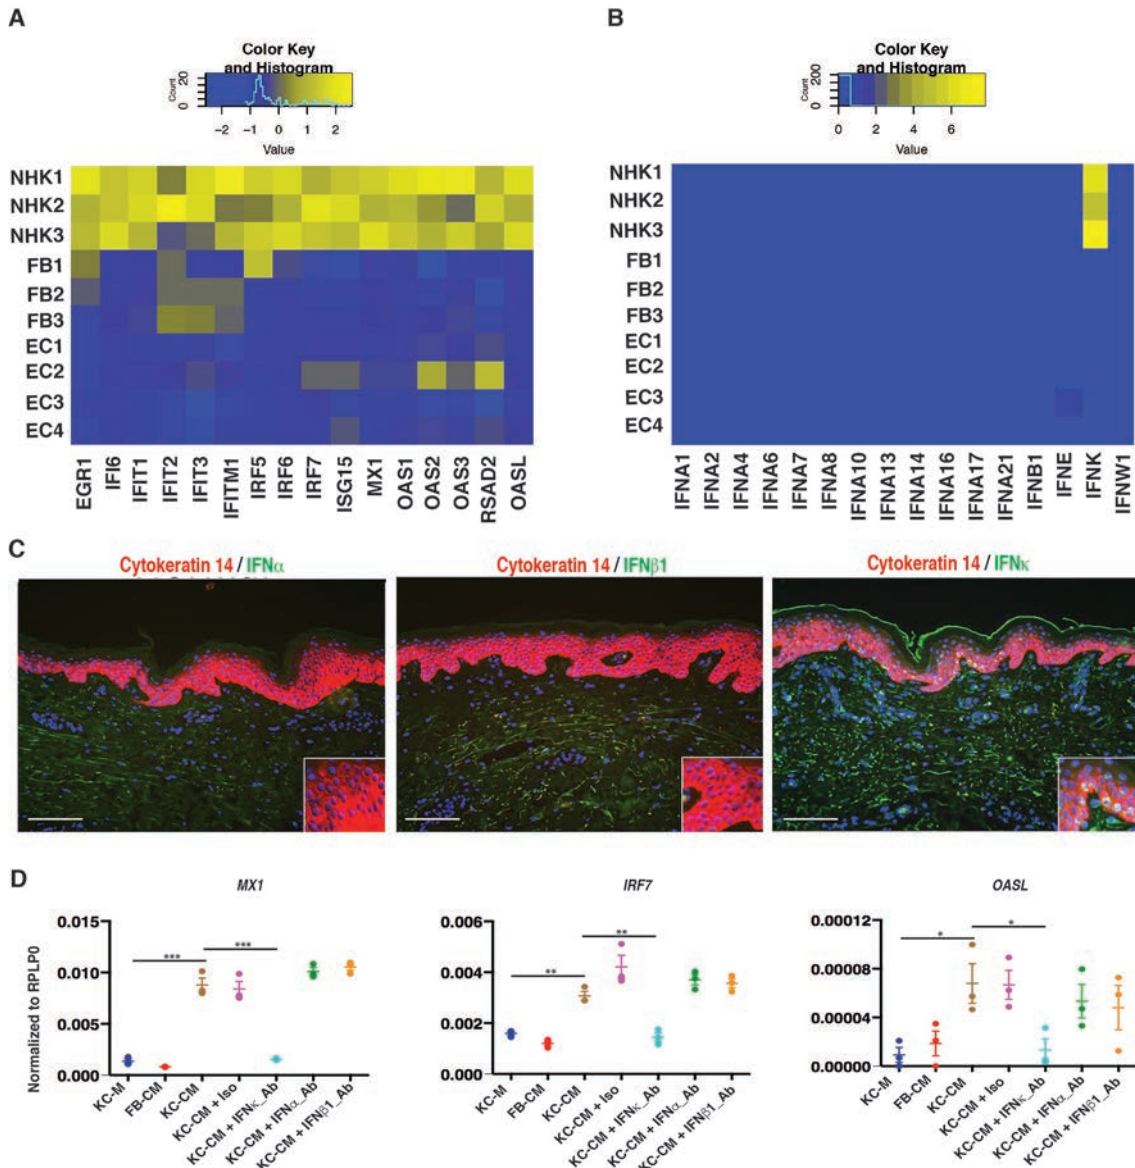 A
Color Key
and Histogram
Count
0 10 20
−2 −1 0 1 2
Value
NHK1
NHK2
NHK3
FB1
FB2
FB3
EC1
EC2
EC3
EC4
EGR1 IFI6 IFIT1 IFIT2 IFIT3 IFITM1 IRF5 IRF6 IRF7 ISG15 MX1 OAS1 OAS2 OAS3 RSAD2 OASL
B
Color Key
and Histogram
Count
0 100 200
0 2 4 6
Value
NHK1
NHK2
NHK3
FB1
FB2
FB3
EC1
EC2
EC3
EC4
IFNA1 IFNA2 IFNA4 IFNA6 IFNA7 IFNA8 IFNA10 IFNA13 IFNA14 IFNA16 IFNA17 IFNA21 IFNB1 IFNE IFNK IFNW1
C
Cytokeratin 14 / IFNα
Cytokeratin 14 / IFNβ1
Cytokeratin 14 / IFNκ
D
MX1
Normalized to RPLP0
0.015
0.010
0.005
0.000
***
***
KC-M
FB-CM
KC-CM
KC-CM + Iso
KC-CM + IFNκ_Ab
KC-CM + IFNα_Ab
KC-CM + IFNβ1_Ab
IRF7
0.006
0.004
0.002
0.000
**
**
KC-M
FB-CM
KC-CM
KC-CM + Iso
KC-CM + IFNκ_Ab
KC-CM + IFNα_Ab
KC-CM + IFNβ1_Ab
OASL
0.00012
0.00008
0.00004
0.00000
*
*
KC-M
FB-CM
KC-CM
KC-CM + Iso
KC-CM + IFNκ_Ab
KC-CM + IFNα_Ab
KC-CM + IFNβ1_Ab